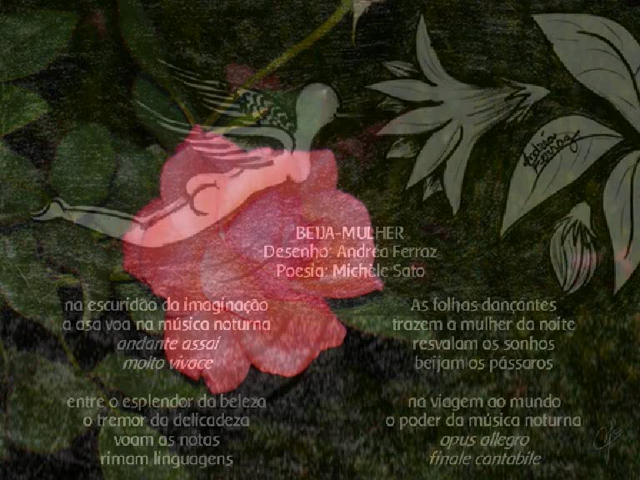 BEIJA-MULHER
Desenho: Andréa Ferraz
Poesia: Michèle Sato
na escuridão da imaginação
a asa voa na música noturna
andante assai
molto vivace
entre o esplendor da beleza
o tremor da delicadeza
voam as notas
rimam linguagens
As folhas dançantes
trazem a mulher da noite
resvalam os sonhos
beijam os pássaros
na viagem ao mundo
o poder da música noturna
opus allegro
finale cantabile
Andréa
Ferraz